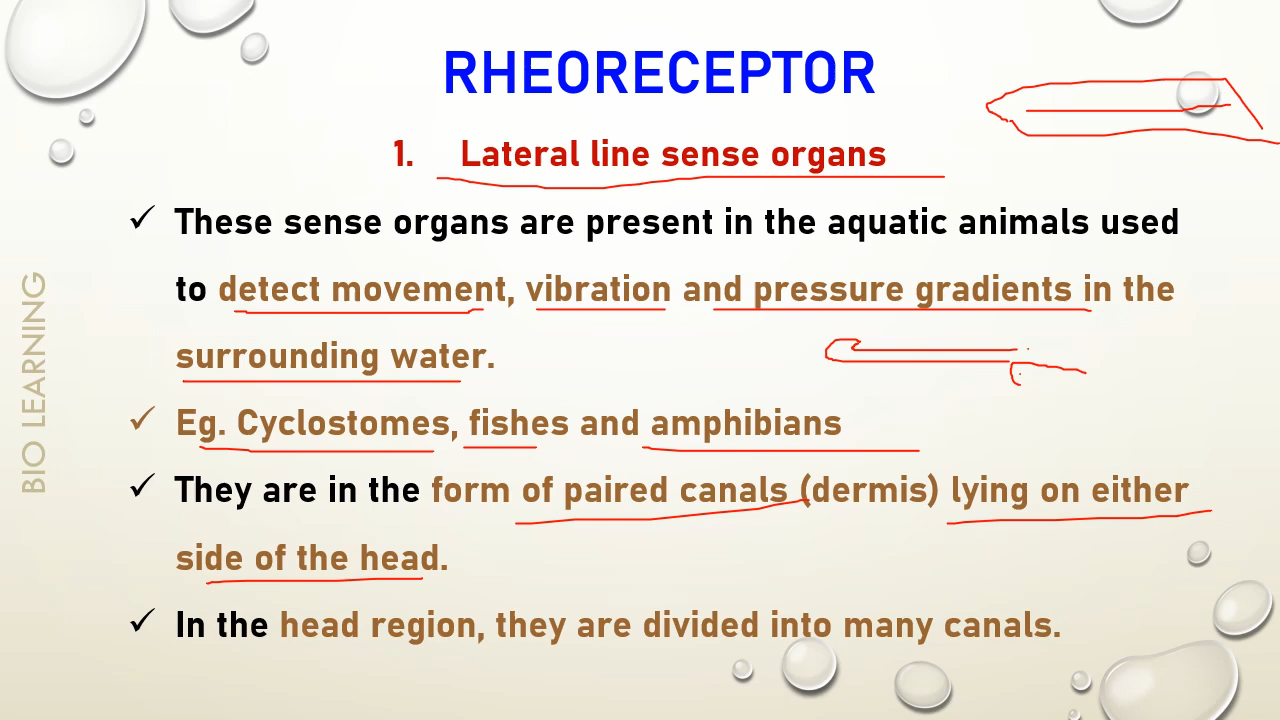 RHEORECEPTOR
1. Lateral line sense organs
✓ These sense organs are present in the aquatic animals used
to detect movement, vibration and pressure gradients in the
surrounding water.
✓ Eg. Cyclostomes, fishes and amphibians
✓ They are in the form of paired canals (dermis) lying on either
side of the head.
✓ In the head region, they are divided into many canals.
BIO LEARNING